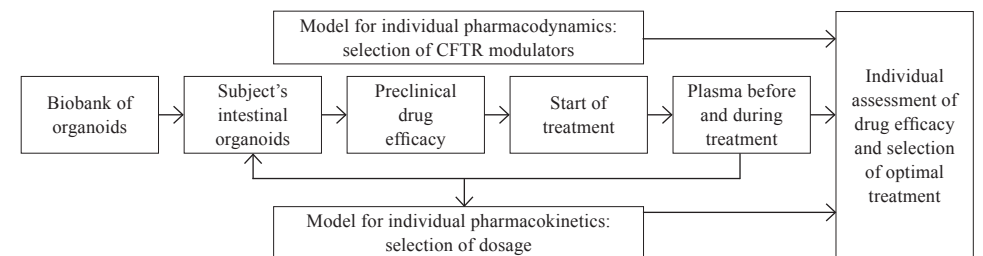 Model for individual pharmacodynamics:
selection of CFTR modulators
Biobank of
organoids
Subject's
intestinal
organoids
Preclinical
drug
efficacy
Start of
treatment
Plasma before
and during
treatment
Individual
assessment of
drug efficacy
and selection
of optimal
treatment
Model for individual pharmacokinetics:
selection of dosage